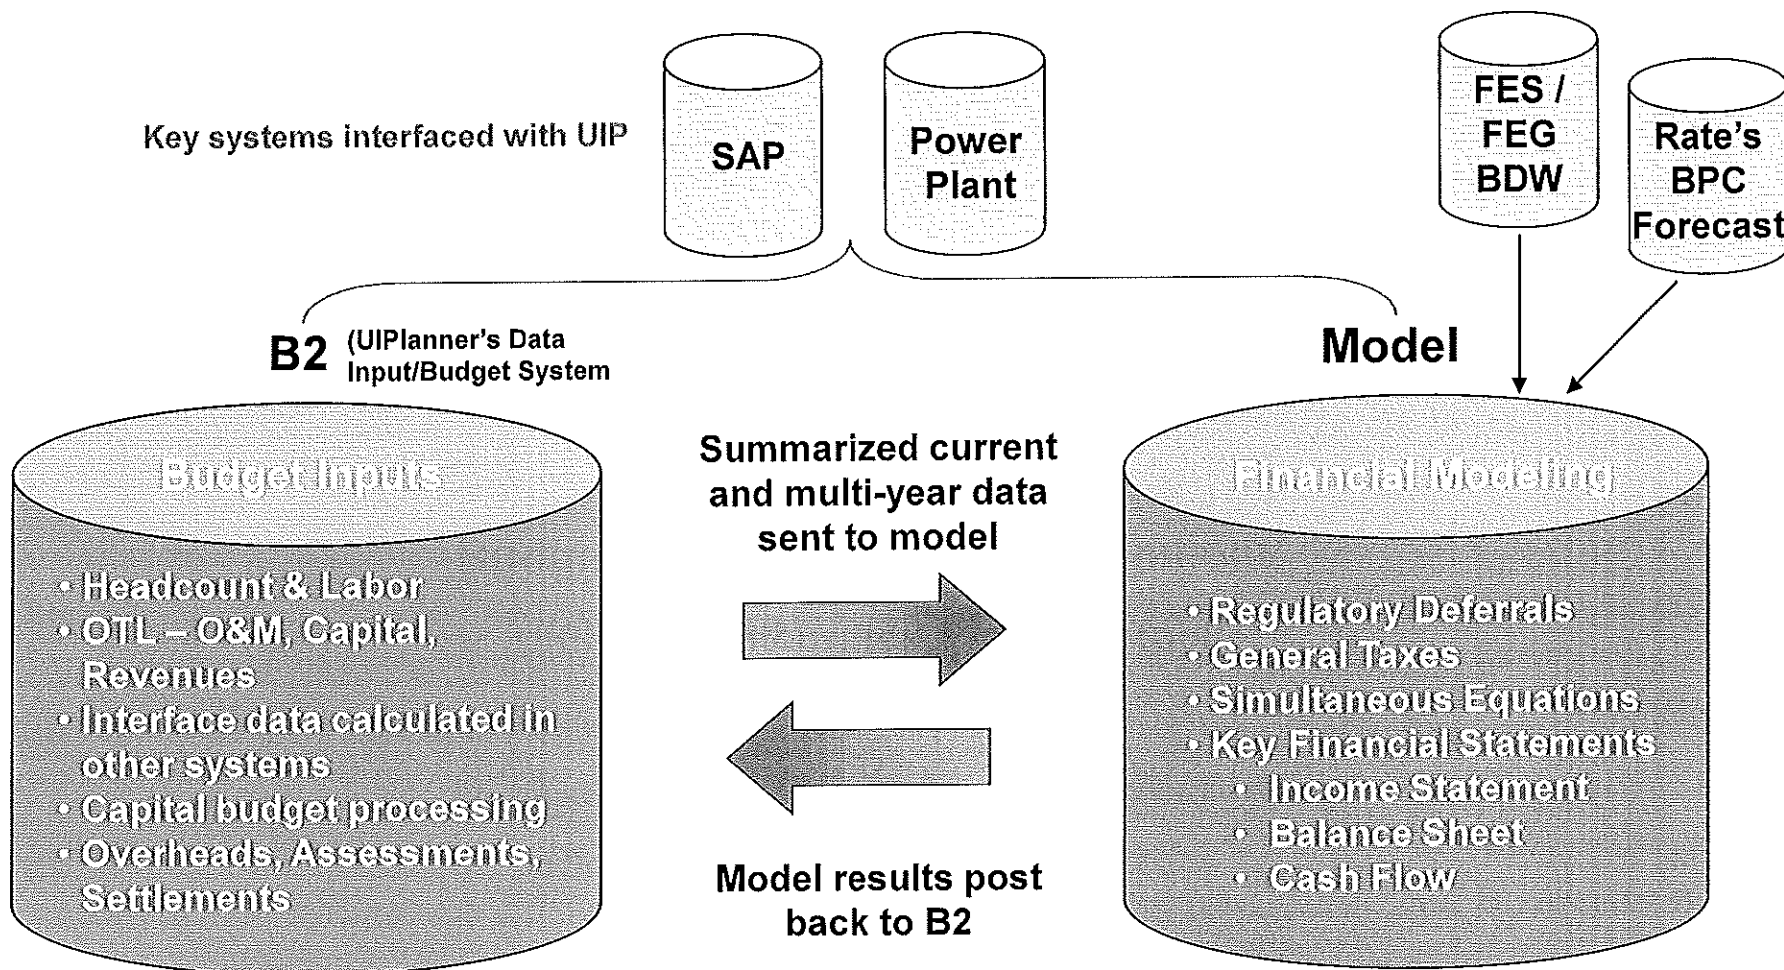 Key systems interfaced with UIP
SAP
Power
Plant
FES /
FEG
BDW
Rate's
BPC
Forecast
B2 (UIPlanner's Data
Input/Budget System
Model
Budget Inputs
• Headcount & Labor
• OTL – O&M, Capital,
Revenues
• Interface data calculated in
other systems
• Capital budget processing
• Overheads, Assessments,
Settlements
Summarized current
and multi-year data
sent to model
Model results post
back to B2
Financial Modeling
• Regulatory Deferrals
• General Taxes
• Simultaneous Equations
• Key Financial Statements
• Income Statement
• Balance Sheet
• Cash Flow